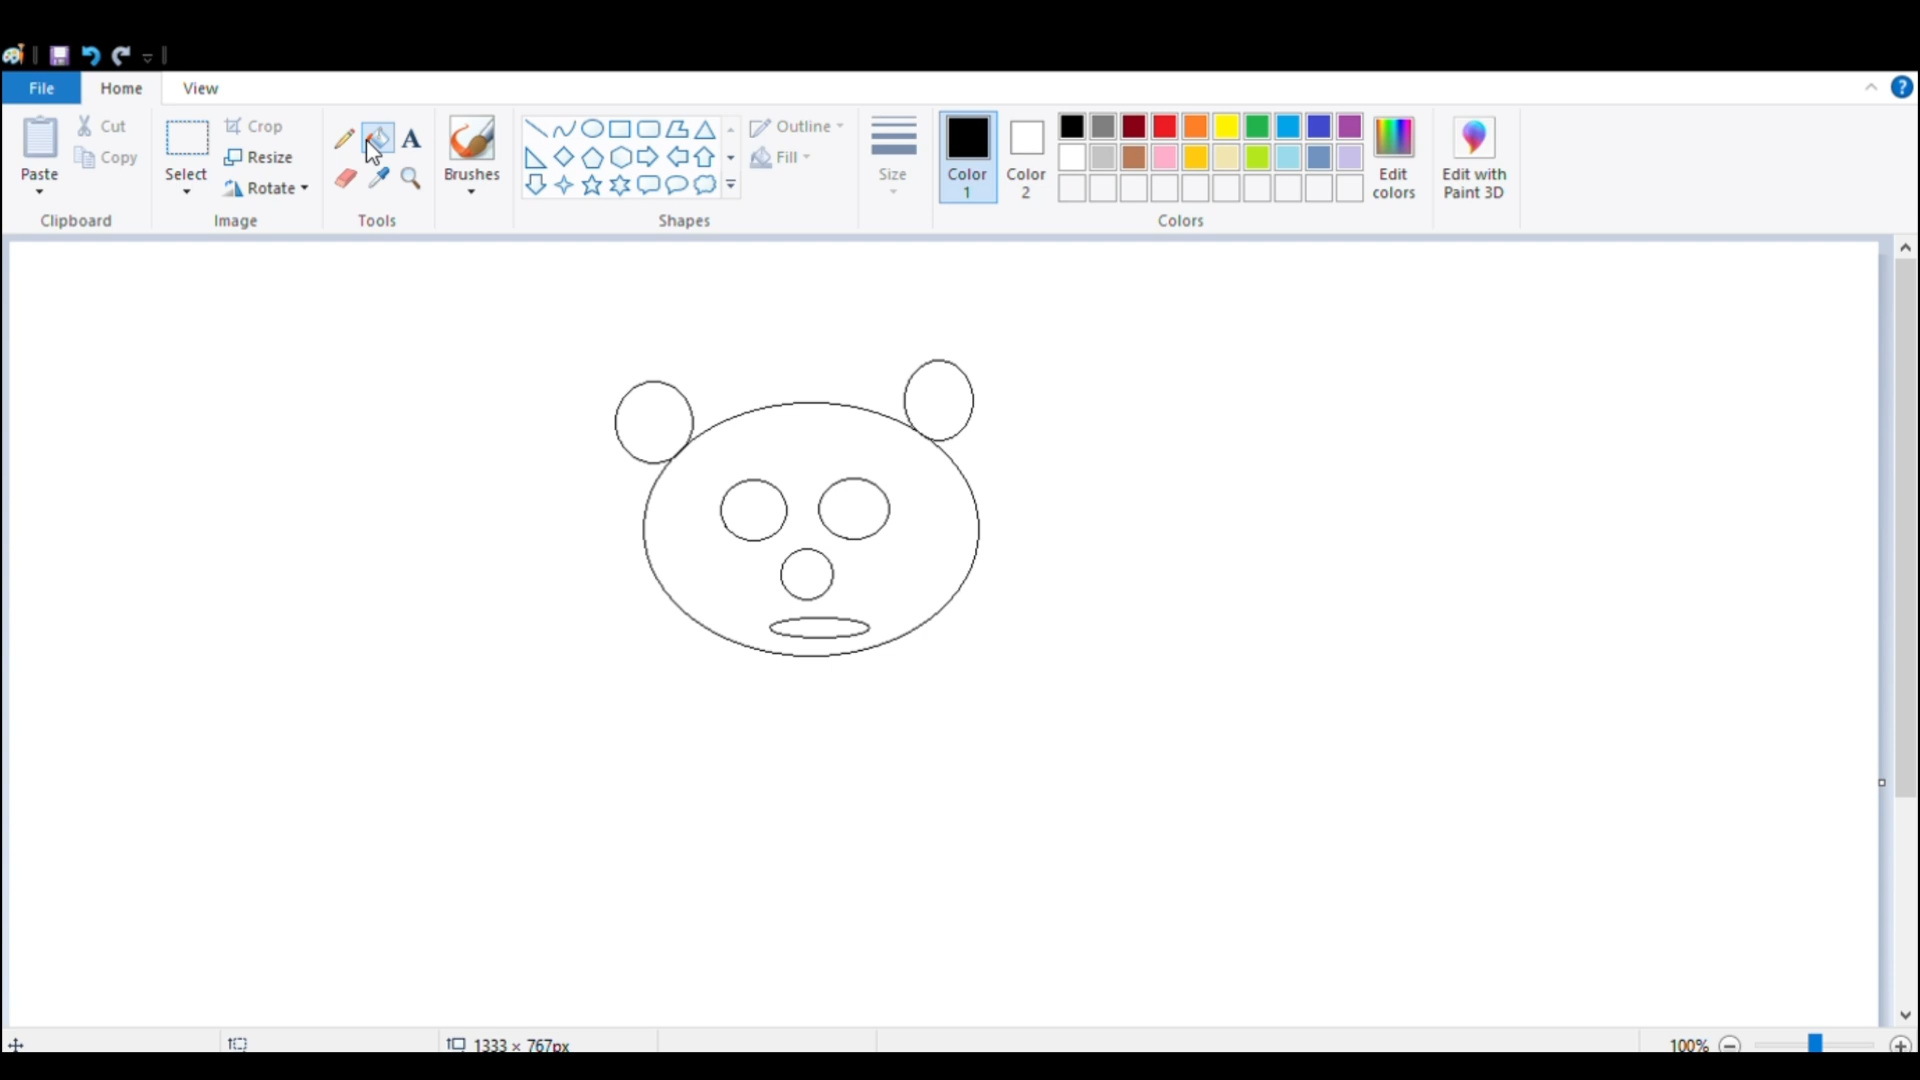 File Home View
Cut
Copy
Paste
Clipboard
Select
Crop
Resize
Rotate
Image
A
Tools
Brushes
Outline
Fill
Shapes
Size
Color
1
Color
2
Edit
colors
Colors
Edit with
Paint 3D
?
1333 × 767px
100%